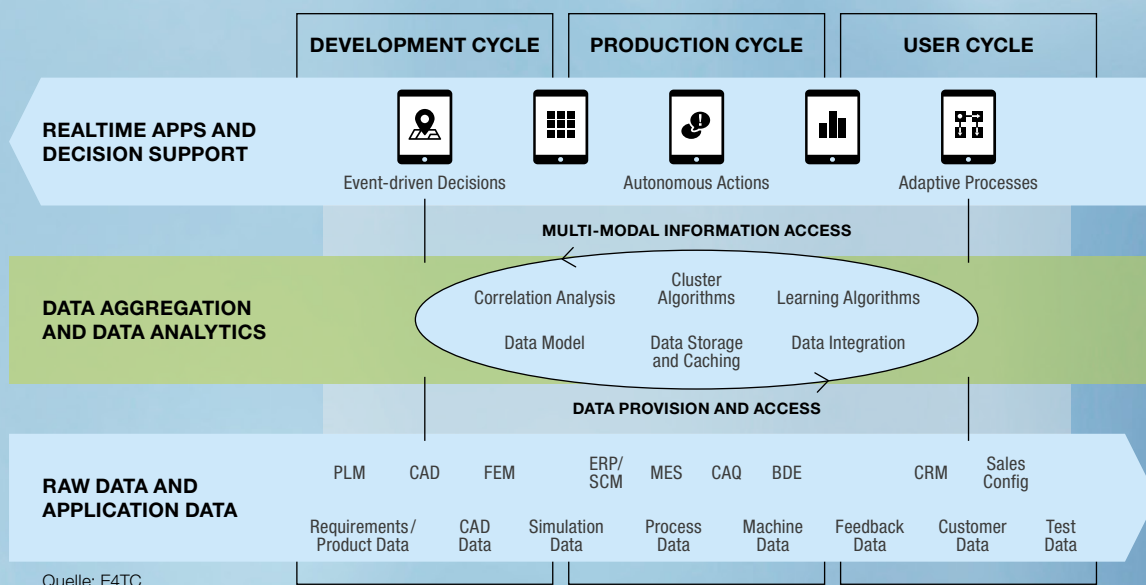 DEVELOPMENT CYCLE
PRODUCTION CYCLE
USER CYCLE
REALTIME APPS AND
DECISION SUPPORT
Event-driven Decisions
Autonomous Actions
Adaptive Processes
MULTI-MODAL INFORMATION ACCESS
DATA AGGREGATION
AND DATA ANALYTICS
Correlation Analysis
Cluster
Algorithms
Learning Algorithms
Data Model
Data Storage
and Caching
Data Integration
DATA PROVISION AND ACCESS
RAW DATA AND
APPLICATION DATA
PLM
CAD
FEM
ERP/
SCM
MES
CAQ
BDE
CRM
Sales
Config
Requirements/
Product Data
CAD
Data
Simulation
Data
Process
Data
Machine
Data
Feedback
Data
Customer
Data
Test
Data
Quelle: E4TC